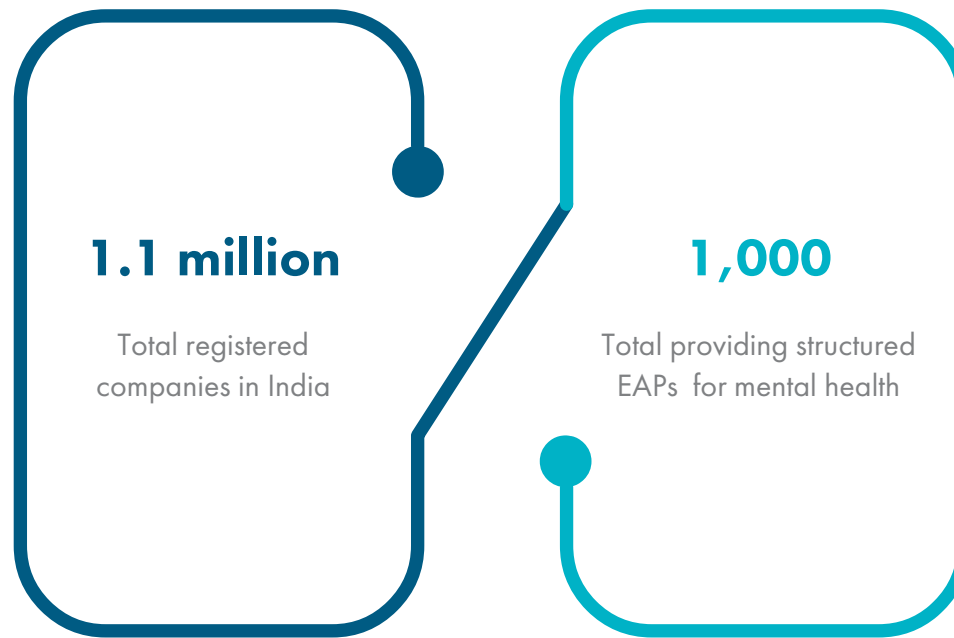 1.1 million
Total registered
companies in India
1,000
Total providing structured
EAPs  for mental health